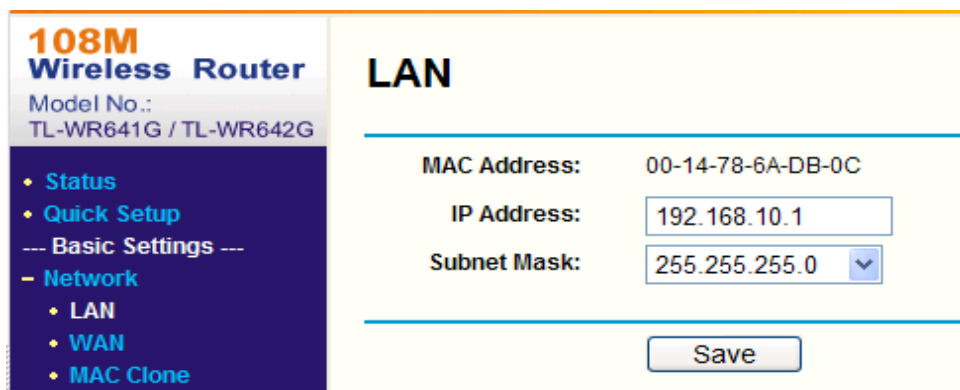 108M
Wireless Router
Model No.:
TL-WR641G / TL-WR642G
• Status
• Quick Setup
--- Basic Settings ---
– Network
• LAN
• WAN
• MAC Clone
LAN
MAC Address: 00-14-78-6A-DB-0C
IP Address: 192.168.10.1
Subnet Mask: 255.255.255.0
Save